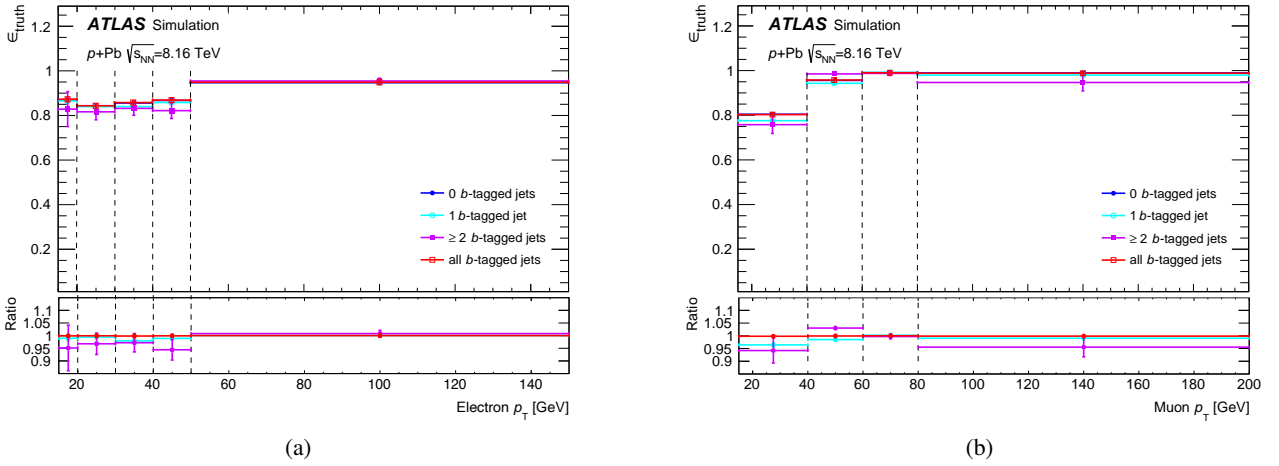 ∈truth
1.2
1
0.8
0.6
0.4
0.2
ATLAS Simulation
p+Pb √sNN=8.16 TeV
0 b-tagged jets
1 b-tagged jet
≥ 2 b-tagged jets
all b-tagged jets
Ratio
1.1
1.05
1
0.95
0.9
20 40 60 80 100 120 140
Electron pT [GeV]
(a)
∈truth
1.2
1
0.8
0.6
0.4
0.2
ATLAS Simulation
p+Pb √sNN=8.16 TeV
0 b-tagged jets
1 b-tagged jet
≥ 2 b-tagged jets
all b-tagged jets
Ratio
1.1
1.05
1
0.95
0.9
20 40 60 80 100 120 140 160 180 200
Muon pT [GeV]
(b)